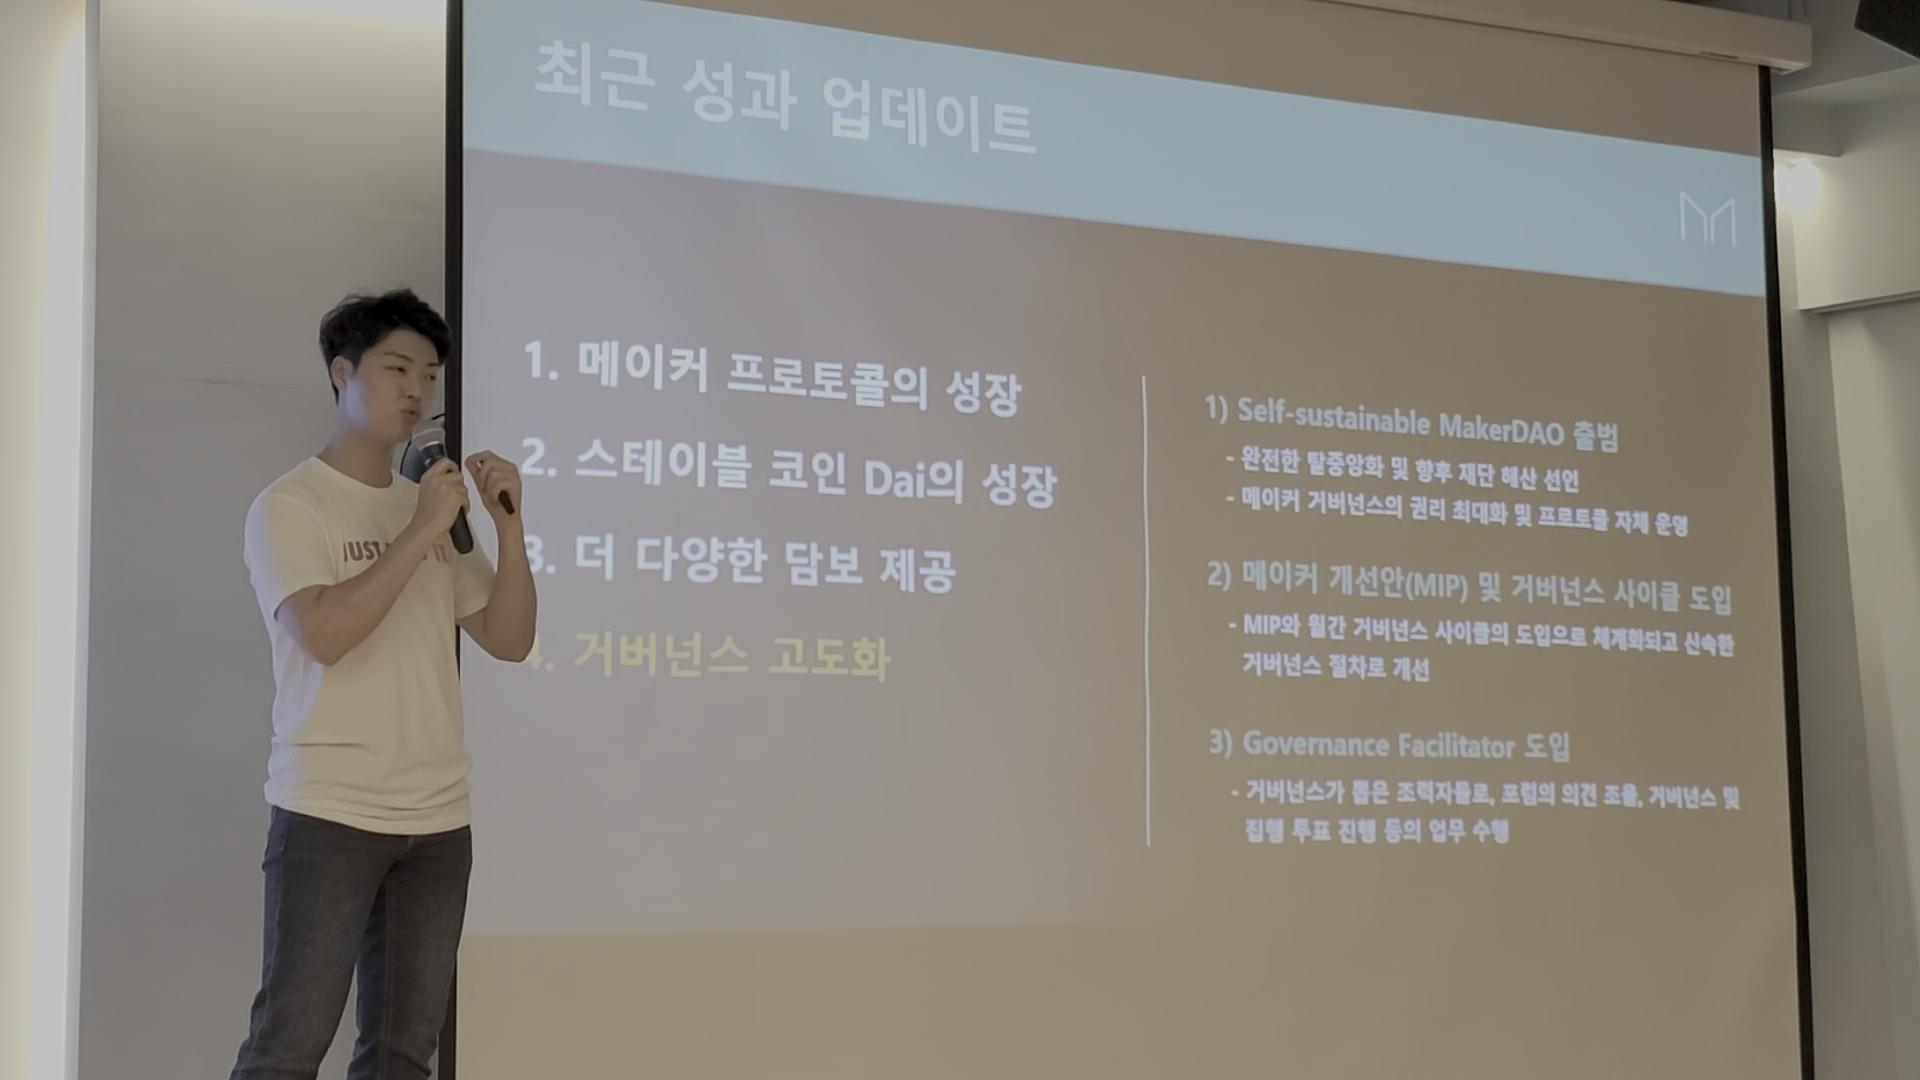 최근 성과 업데이트
1. 메이커 프로토콜의 성장
2. 스테이블 코인 Dai의 성장
3. 더 다양한 담보 제공
4. 거버넌스 고도화
1) Self-sustainable MakerDAO 출범
- 완전한 탈중앙화 및 향후 재단 해산 선언
- 메이커 거버넌스의 권리 최대화 및 프로토콜 자체 운영
2) 메이커 개선안(MIP) 및 거버넌스 사이클 도입
- MIP와 월간 거버넌스 사이클의 도입으로 체계화되고 신속한
거버넌스 절차로 개선
3) Governance Facilitator 도입
- 거버넌스가 뽑은 조력자들로, 포럼의 의견 조율, 거버넌스 및
집행 투표 진행 등의 업무 수행
JUST